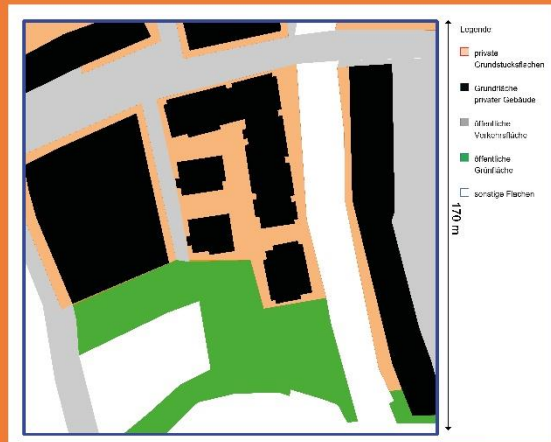 Legende:
private
Grundstücksflächen
Grundfläche
privater Gebäude
öffentliche
Verkehrsfläche
öffentliche
Grünfläche
sonstige Flächen
170 m